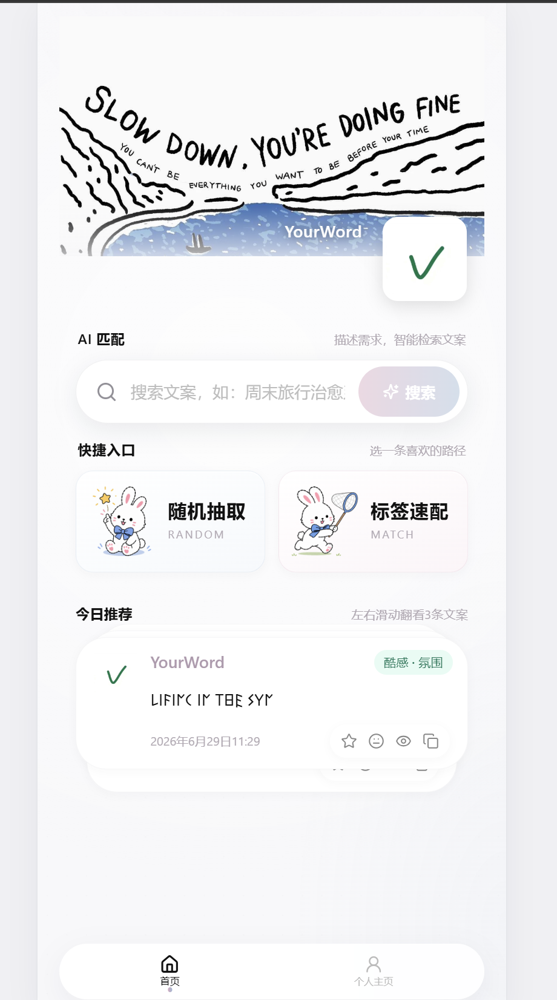 SLOW DOWN, YOU'RE DOING FINE
YOU CAN'T BE EVERYTHING YOU WANT TO BE BEFORE YOUR TIME
YourWord
AI 匹配
描述需求，智能检索文案
搜索文案，如：周末旅行治愈
搜索
快捷入口
选一条喜欢的路径
随机抽取
RANDOM
标签速配
MATCH
今日推荐
左右滑动翻看3条文案
YourWord
酷感 · 氛围
2026年6月29日11:29
首页
个人主页